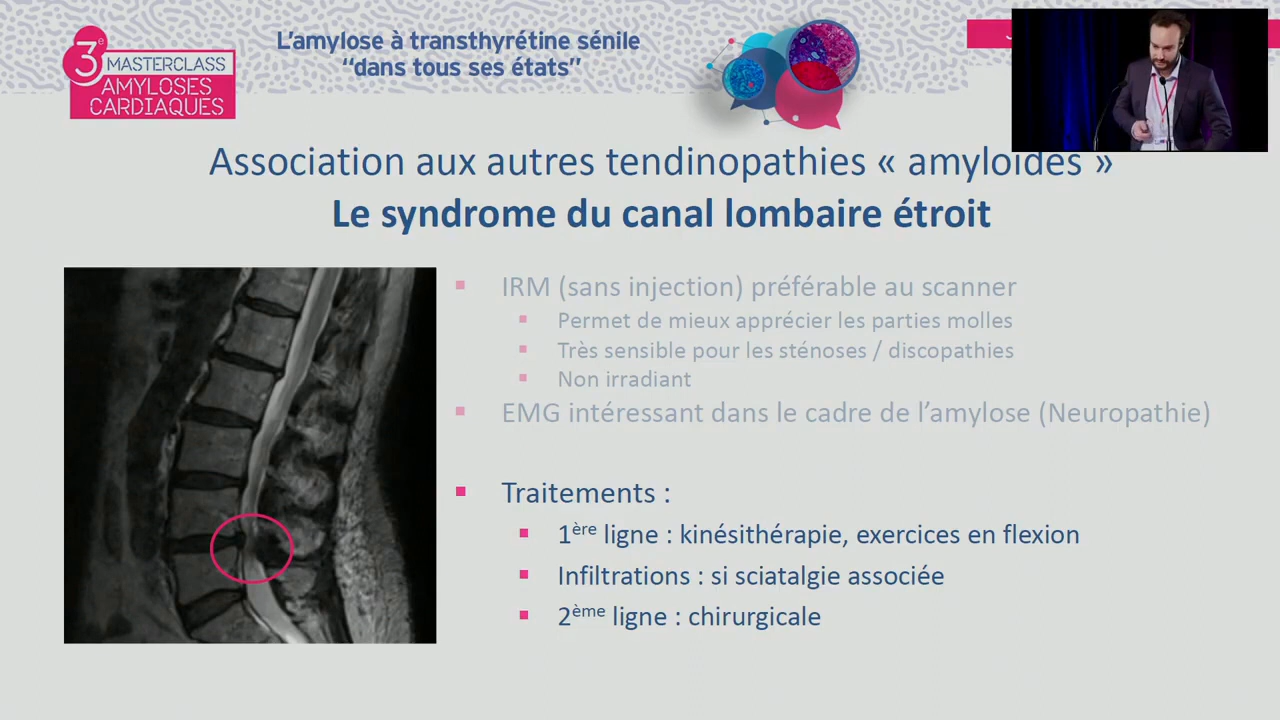 3e MASTERCLASS
AMYLOSES
CARDIAQUES
L'amylose à transthyrétine sénile
"dans tous ses états"
Association aux autres tendinopathies « amyloïdes »
Le syndrome du canal lombaire étroit
IRM (sans injection) préférable au scanner
Permet de mieux apprécier les parties molles
Très sensible pour les sténoses / discopathies
Non irradiant
EMG intéressant dans le cadre de l'amylose (Neuropathie)
Traitements :
1ère ligne : kinésithérapie, exercices en flexion
Infiltrations : si sciatalgie associée
2ème ligne : chirurgicale